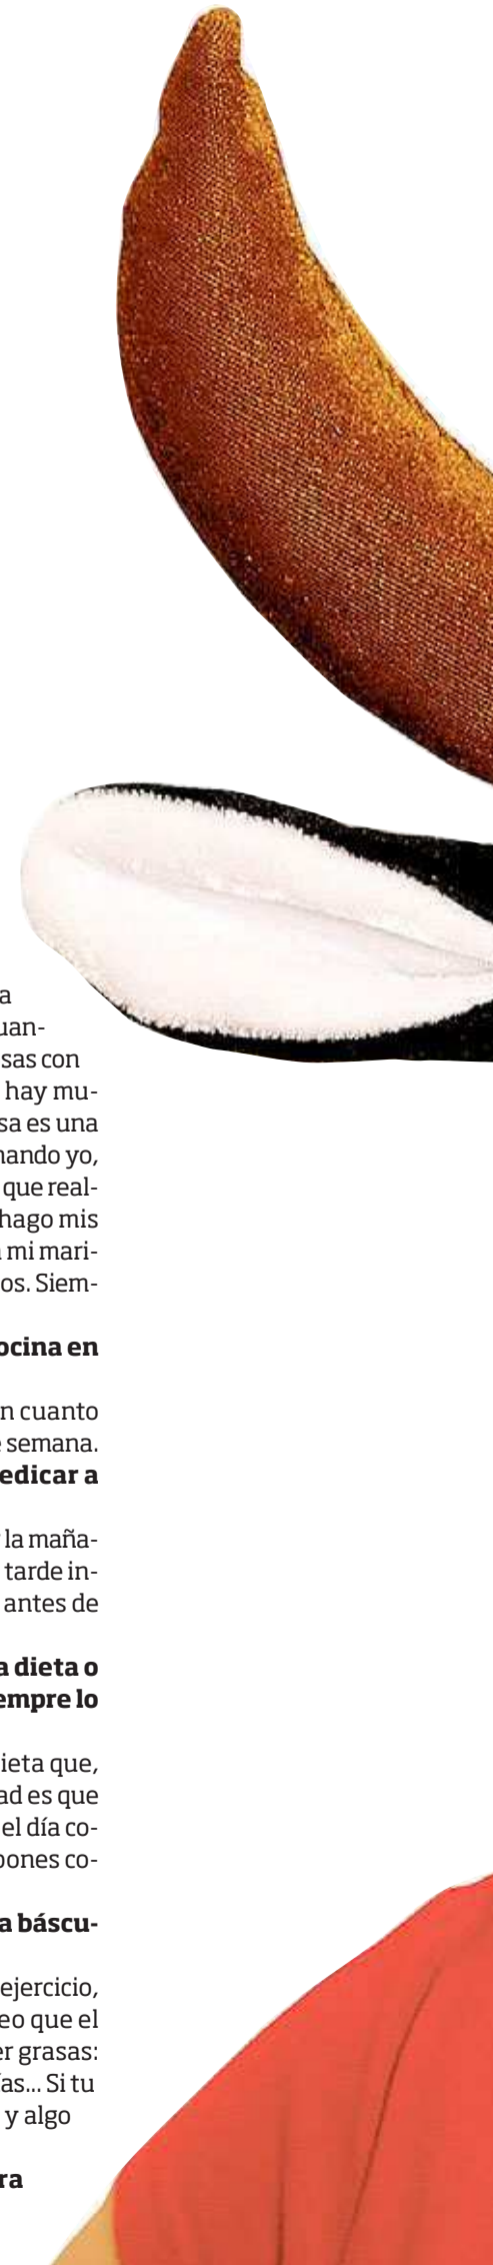 a
uan-
sas con
hay mu-
sa es una
nando yo,
que real-
hago mis
mi mari-
os. Siem-
ocina en
n cuanto
semana.
edicar a
la maña-
tarde in-
antes de
a dieta o
empre lo
ieta que,
ad es que
el día co-
pones co-
a báscu-
ejercicio,
eo que el
er grasas:
as... Si tu
y algo
ra